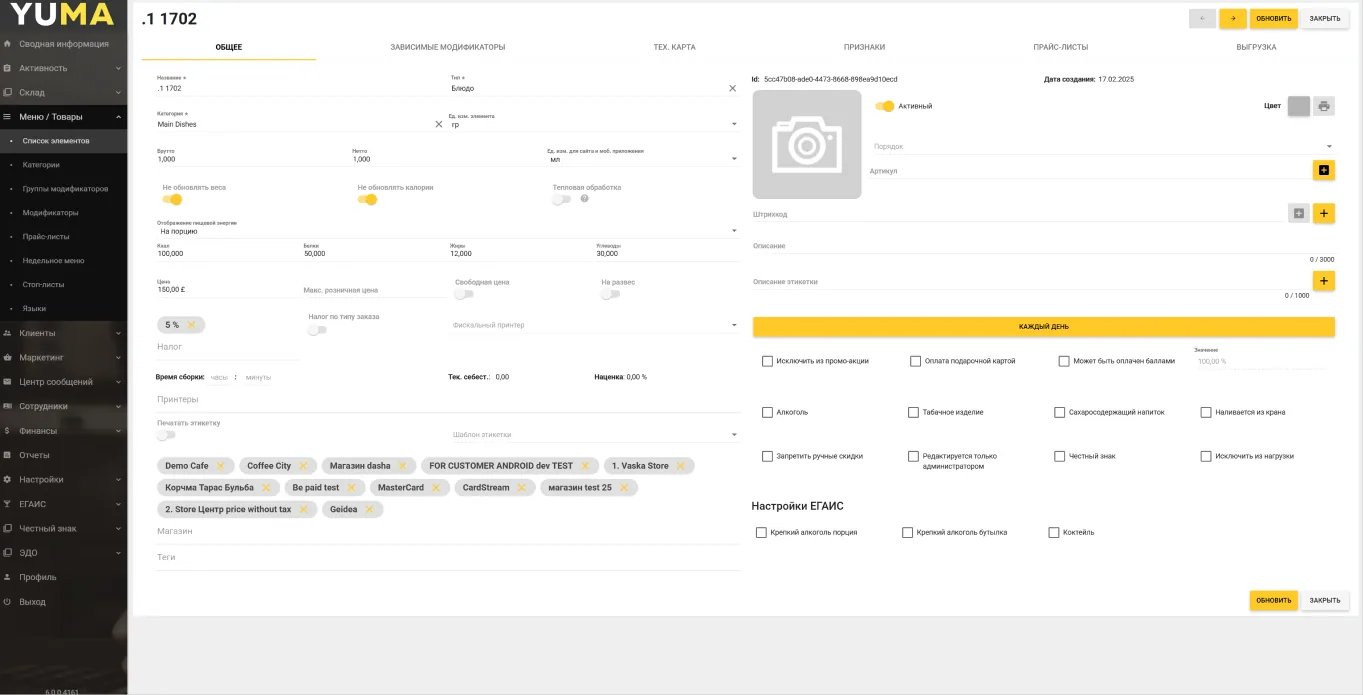 YUMA
Сводная информация
Активность
Склад
Меню / Товары
Список элементов
Категории
Группы модификаторов
Модификаторы
Прайс-листы
Недельное меню
Стоп-листы
Языки
Клиенты
Маркетинг
Центр сообщений
Сотрудники
Финансы
Отчеты
Настройки
ЕГАИС
Честный знак
ЭДО
Профиль
Выход
6.0.0.4161
.1 1702
ОБНОВИТЬ ЗАКРЫТЬ
ОБЩЕЕ ЗАВИСИМЫЕ МОДИФИКАТОРЫ ТЕХ. КАРТА ПРИЗНАКИ ПРАЙС-ЛИСТЫ ВЫГРУЗКА
Название * Тип *
.1 1702 Блюдо
Категория * Ед. изм. элемента
Main Dishes гр
Брутто Нетто Ед. изм. для сайта и моб. приложения
1,000 1,000 мл
Не обновлять веса Не обновлять калории Тепловая обработка
Отображение пищевой энергии
На порцию
Ккал Белки Жиры Углеводы
100,000 50,000 12,000 30,000
Цена Макс. розничная цена Свободная цена На развес
150,00 £
5 % Налог по типу заказа Фискальный принтер
Налог
Время сборки: часы : минуты Тек. себест.: 0,00 Наценка: 0,00 %
Принтеры
Печатать этикетку Шаблон этикетки
Demo Cafe Coffee City Магазин dasha FOR CUSTOMER ANDROID dev TEST 1. Vaska Store
Корчма Тарас Бульба Be paid test MasterCard CardStream магазин test 25
2. Store Центр price without tax Geidea
Магазин
Теги
Id: 5cc47b08-ade0-4473-8668-898ea9d10ecd Дата создания: 17.02.2025
Активный Цвет
Порядок
Артикул
Штрихкод
Описание
0 / 3000
Описание этикетки
0 / 1000
КАЖДЫЙ ДЕНЬ
Исключить из промо-акции Оплата подарочной картой Может быть оплачен баллами Значение
100,00 %
Алкоголь Табачное изделие Сахаросодержащий напиток Наливается из крана
Запретить ручные скидки Редактируется только администратором Честный знак Исключить из нагрузки
Настройки ЕГАИС
Крепкий алкоголь порция Крепкий алкоголь бутылка Коктейль
ОБНОВИТЬ ЗАКРЫТЬ